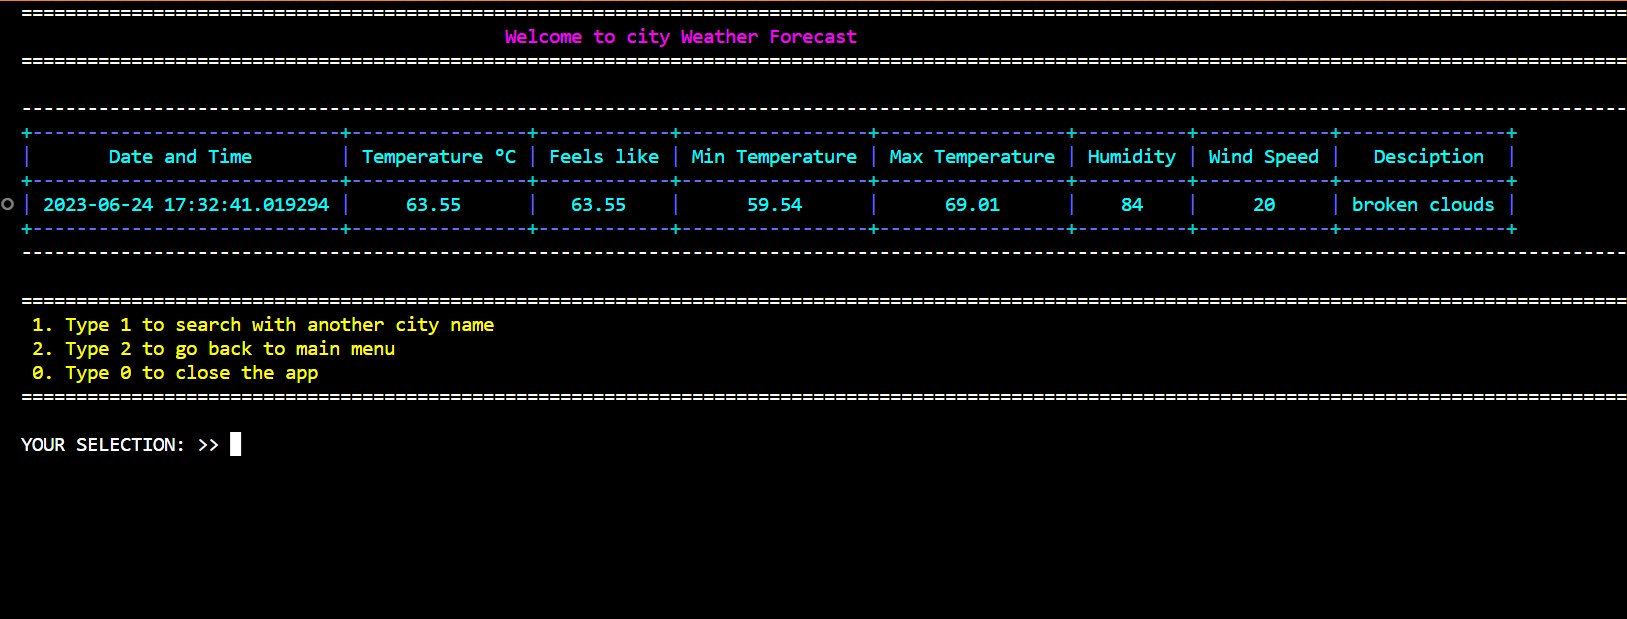 Welcome to city Weather Forecast
| Date and Time | Temperature ºC | Feels like | Min Temperature | Max Temperature | Humidity | Wind Speed | Desciption |
| 2023-06-24 17:32:41.019294 | 63.55 | 63.55 | 59.54 | 69.01 | 84 | 20 | broken clouds |
1. Type 1 to search with another city name
2. Type 2 to go back to main menu
0. Type 0 to close the app
YOUR SELECTION: >>